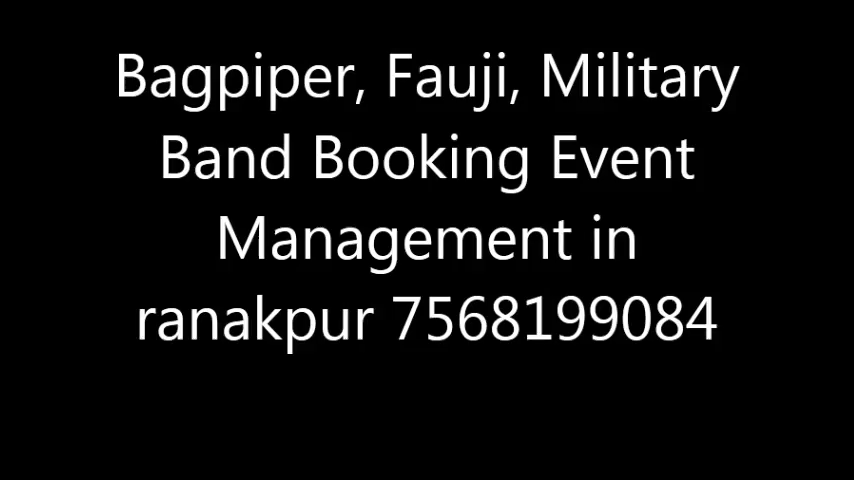 Bagpiper, Fauji, Military
Band Booking Event
Management in
ranakpur 7568199084